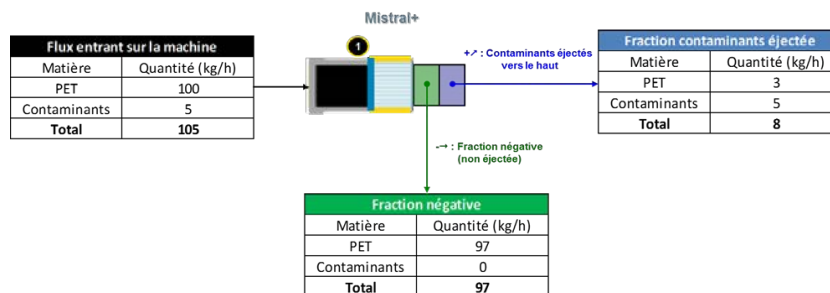 Mistral+
1
Flux entrant sur la machine
Matière Quantité (kg/h)
PET 100
Contaminants 5
Total 105
+↗ : Contaminants éjectés
vers le haut
Fraction contaminants éjectée
Matière Quantité (kg/h)
PET 3
Contaminants 5
Total 8
-→ : Fraction négative
(non éjectée)
Fraction négative
Matière Quantité (kg/h)
PET 97
Contaminants 0
Total 97